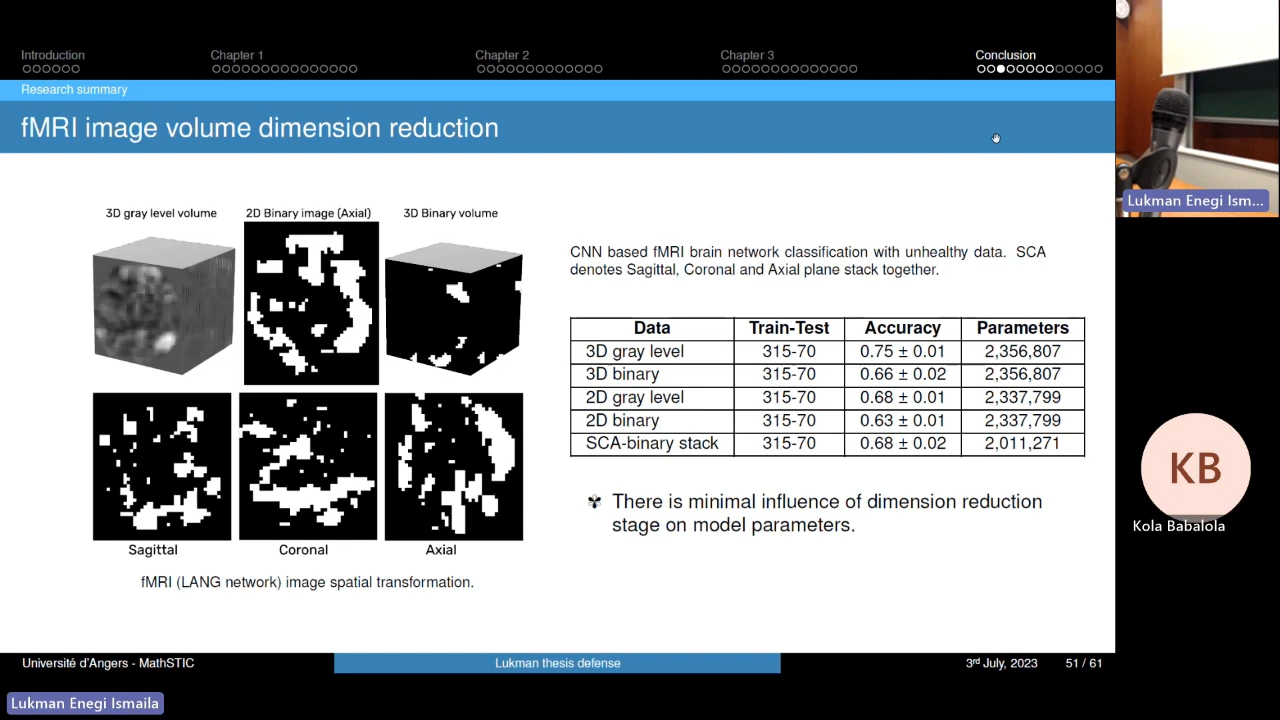 Introduction
Chapter 1
Chapter 2
Chapter 3
Conclusion
Research summary
fMRI image volume dimension reduction
3D gray level volume
2D Binary image (Axial)
3D Binary volume
Sagittal
Coronal
Axial
fMRI (LANG network) image spatial transformation.
CNN based fMRI brain network classification with unhealthy data. SCA
denotes Sagittal, Coronal and Axial plane stack together.
Data Train-Test Accuracy Parameters
3D gray level 315-70 0.75 ± 0.01 2,356,807
3D binary 315-70 0.66 ± 0.02 2,356,807
2D gray level 315-70 0.68 ± 0.01 2,337,799
2D binary 315-70 0.63 ± 0.01 2,337,799
SCA-binary stack 315-70 0.68 ± 0.02 2,011,271
There is minimal influence of dimension reduction
stage on model parameters.
Université d'Angers - MathSTIC
Lukman thesis defense
3rd July, 2023
51 / 61
Lukman Enegi Ismaila
Lukman Enegi Ism...
KB
Kola Babalola